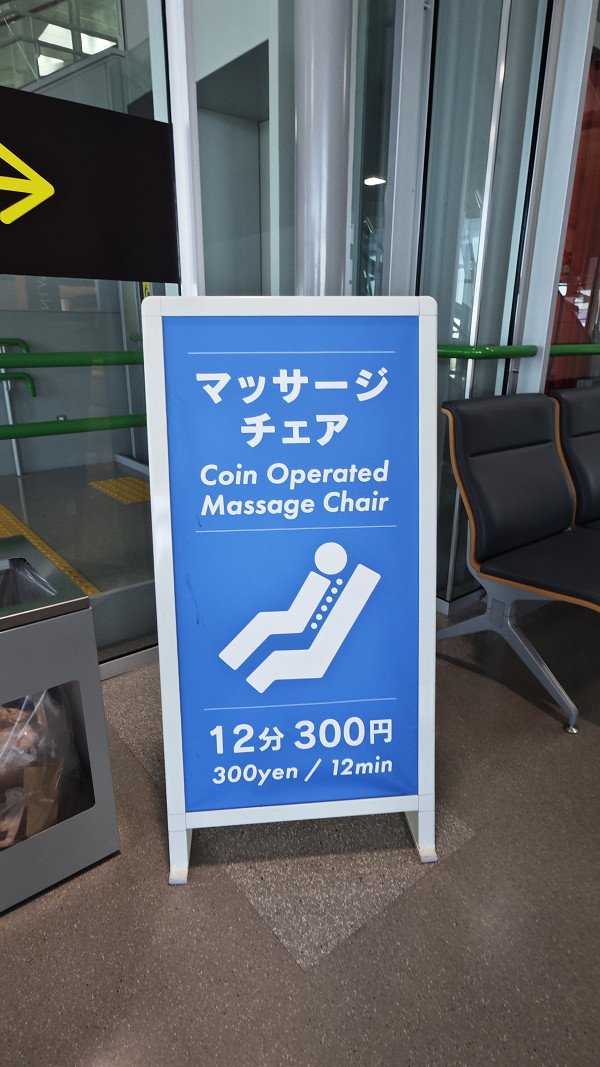 マッサージ
チェア
Coin Operated
Massage Chair
12分 300円
300yen / 12min